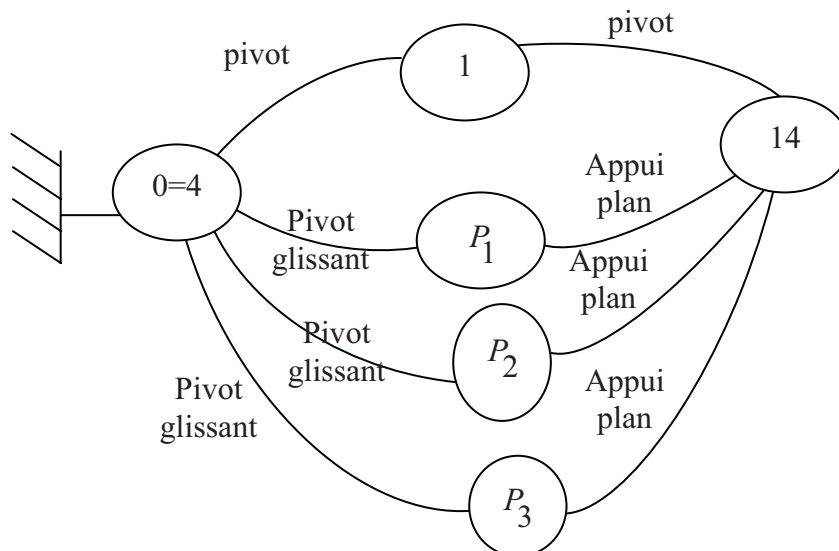 pivot
pivot
1
14
0=4
Appui
plan
Pivot
glissant
P1
Appui
plan
Pivot
glissant
P2
Pivot
glissant
Appui
plan
P3